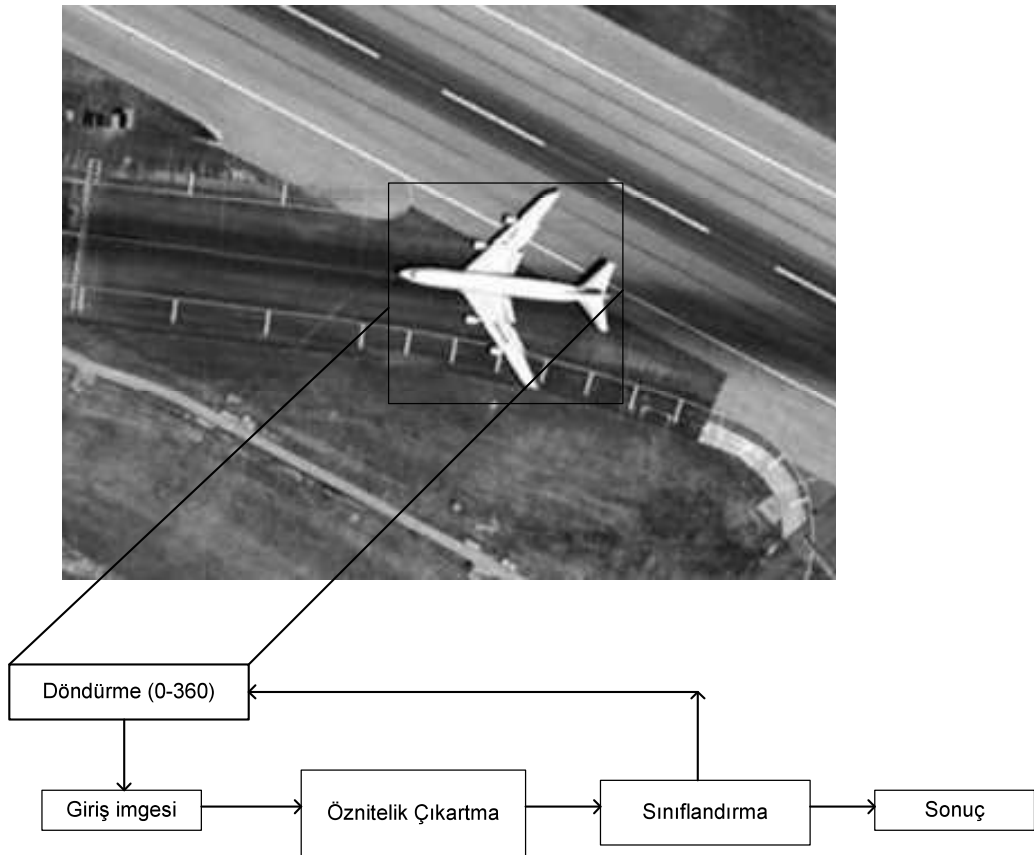 Döndürme (0-360)
Giriş imgesi
Öznitelik Çıkartma
Sınıflandırma
Sonuç